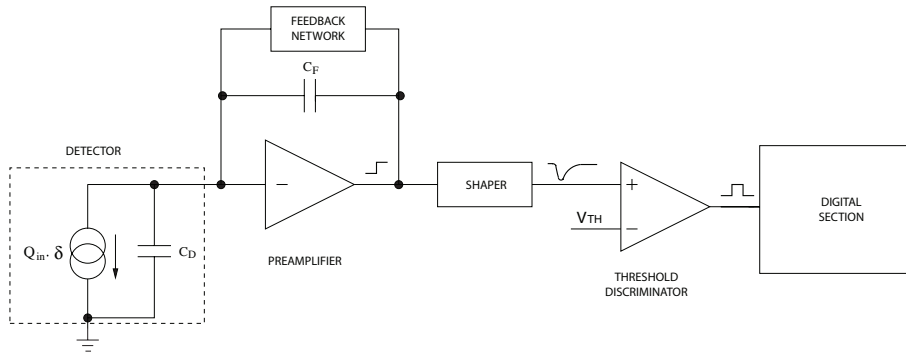 FEEDBACK
NETWORK
C_F
DETECTOR
−
SHAPER
+
DIGITAL
SECTION
V_TH
−
Q_in . δ
C_D
PREAMPLIFIER
THRESHOLD
DISCRIMINATOR